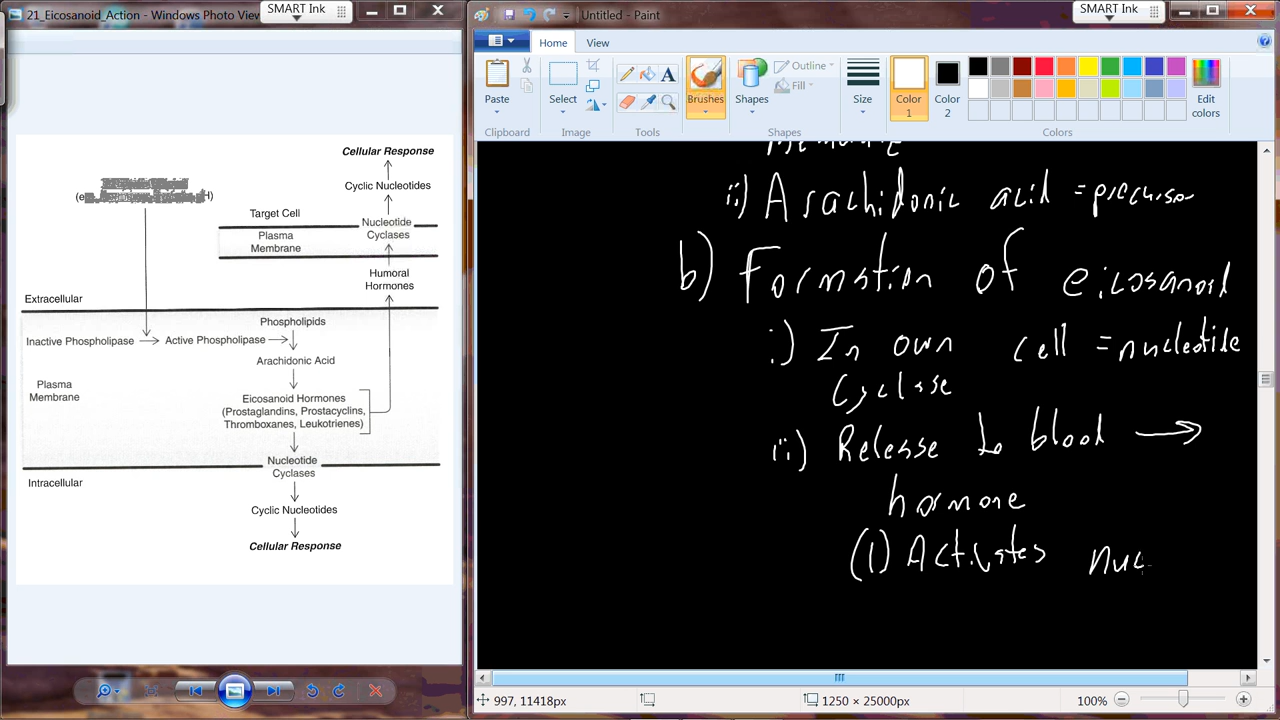 21_Eicosanoid_Action - Windows Photo View
SMART Ink
Untitled - Paint
SMART Ink
Home
View
Paste
Select
Brushes
Shapes
Outline
Fill
Size
Color 1
Color 2
Edit colors
Clipboard
Image
Tools
Shapes
Colors
Cellular Response
Cyclic Nucleotides
Target Cell
Nucleotide
Cyclases
Plasma
Membrane
Humoral
Hormones
Extracellular
Phospholipids
Inactive Phospholipase
Active Phospholipase
Arachidonic Acid
Plasma
Membrane
Eicosanoid Hormones
(Prostaglandins, Prostacyclins,
Thromboxanes, Leukotrienes)
Nucleotide
Cyclases
Intracellular
Cyclic Nucleotides
Cellular Response
ii) Arachidonic acid = precursor
b) Formation of eicosanoid
i) In own cell = nucleotide
cyclase
ii) Release to blood →
hormone
(1) Activates nuc
997, 11418px
1250 × 25000px
100%